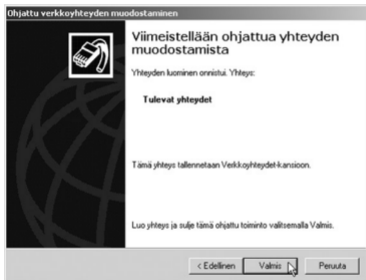 Ohjattu verkkoyhteyden muodostaminen
Viimeistellään ohjattua yhteyden
muodostamista
Yhteyden luominen onnistui. Yhteys:
Tulevat yhteydet
Tämä yhteys tallennetaan Verkkoyhteydet-kansioon.
Luo yhteys ja sulje tämä ohjattu toiminto valitsemalla Valmis.
< Edellinen
Valmis
Peruuta